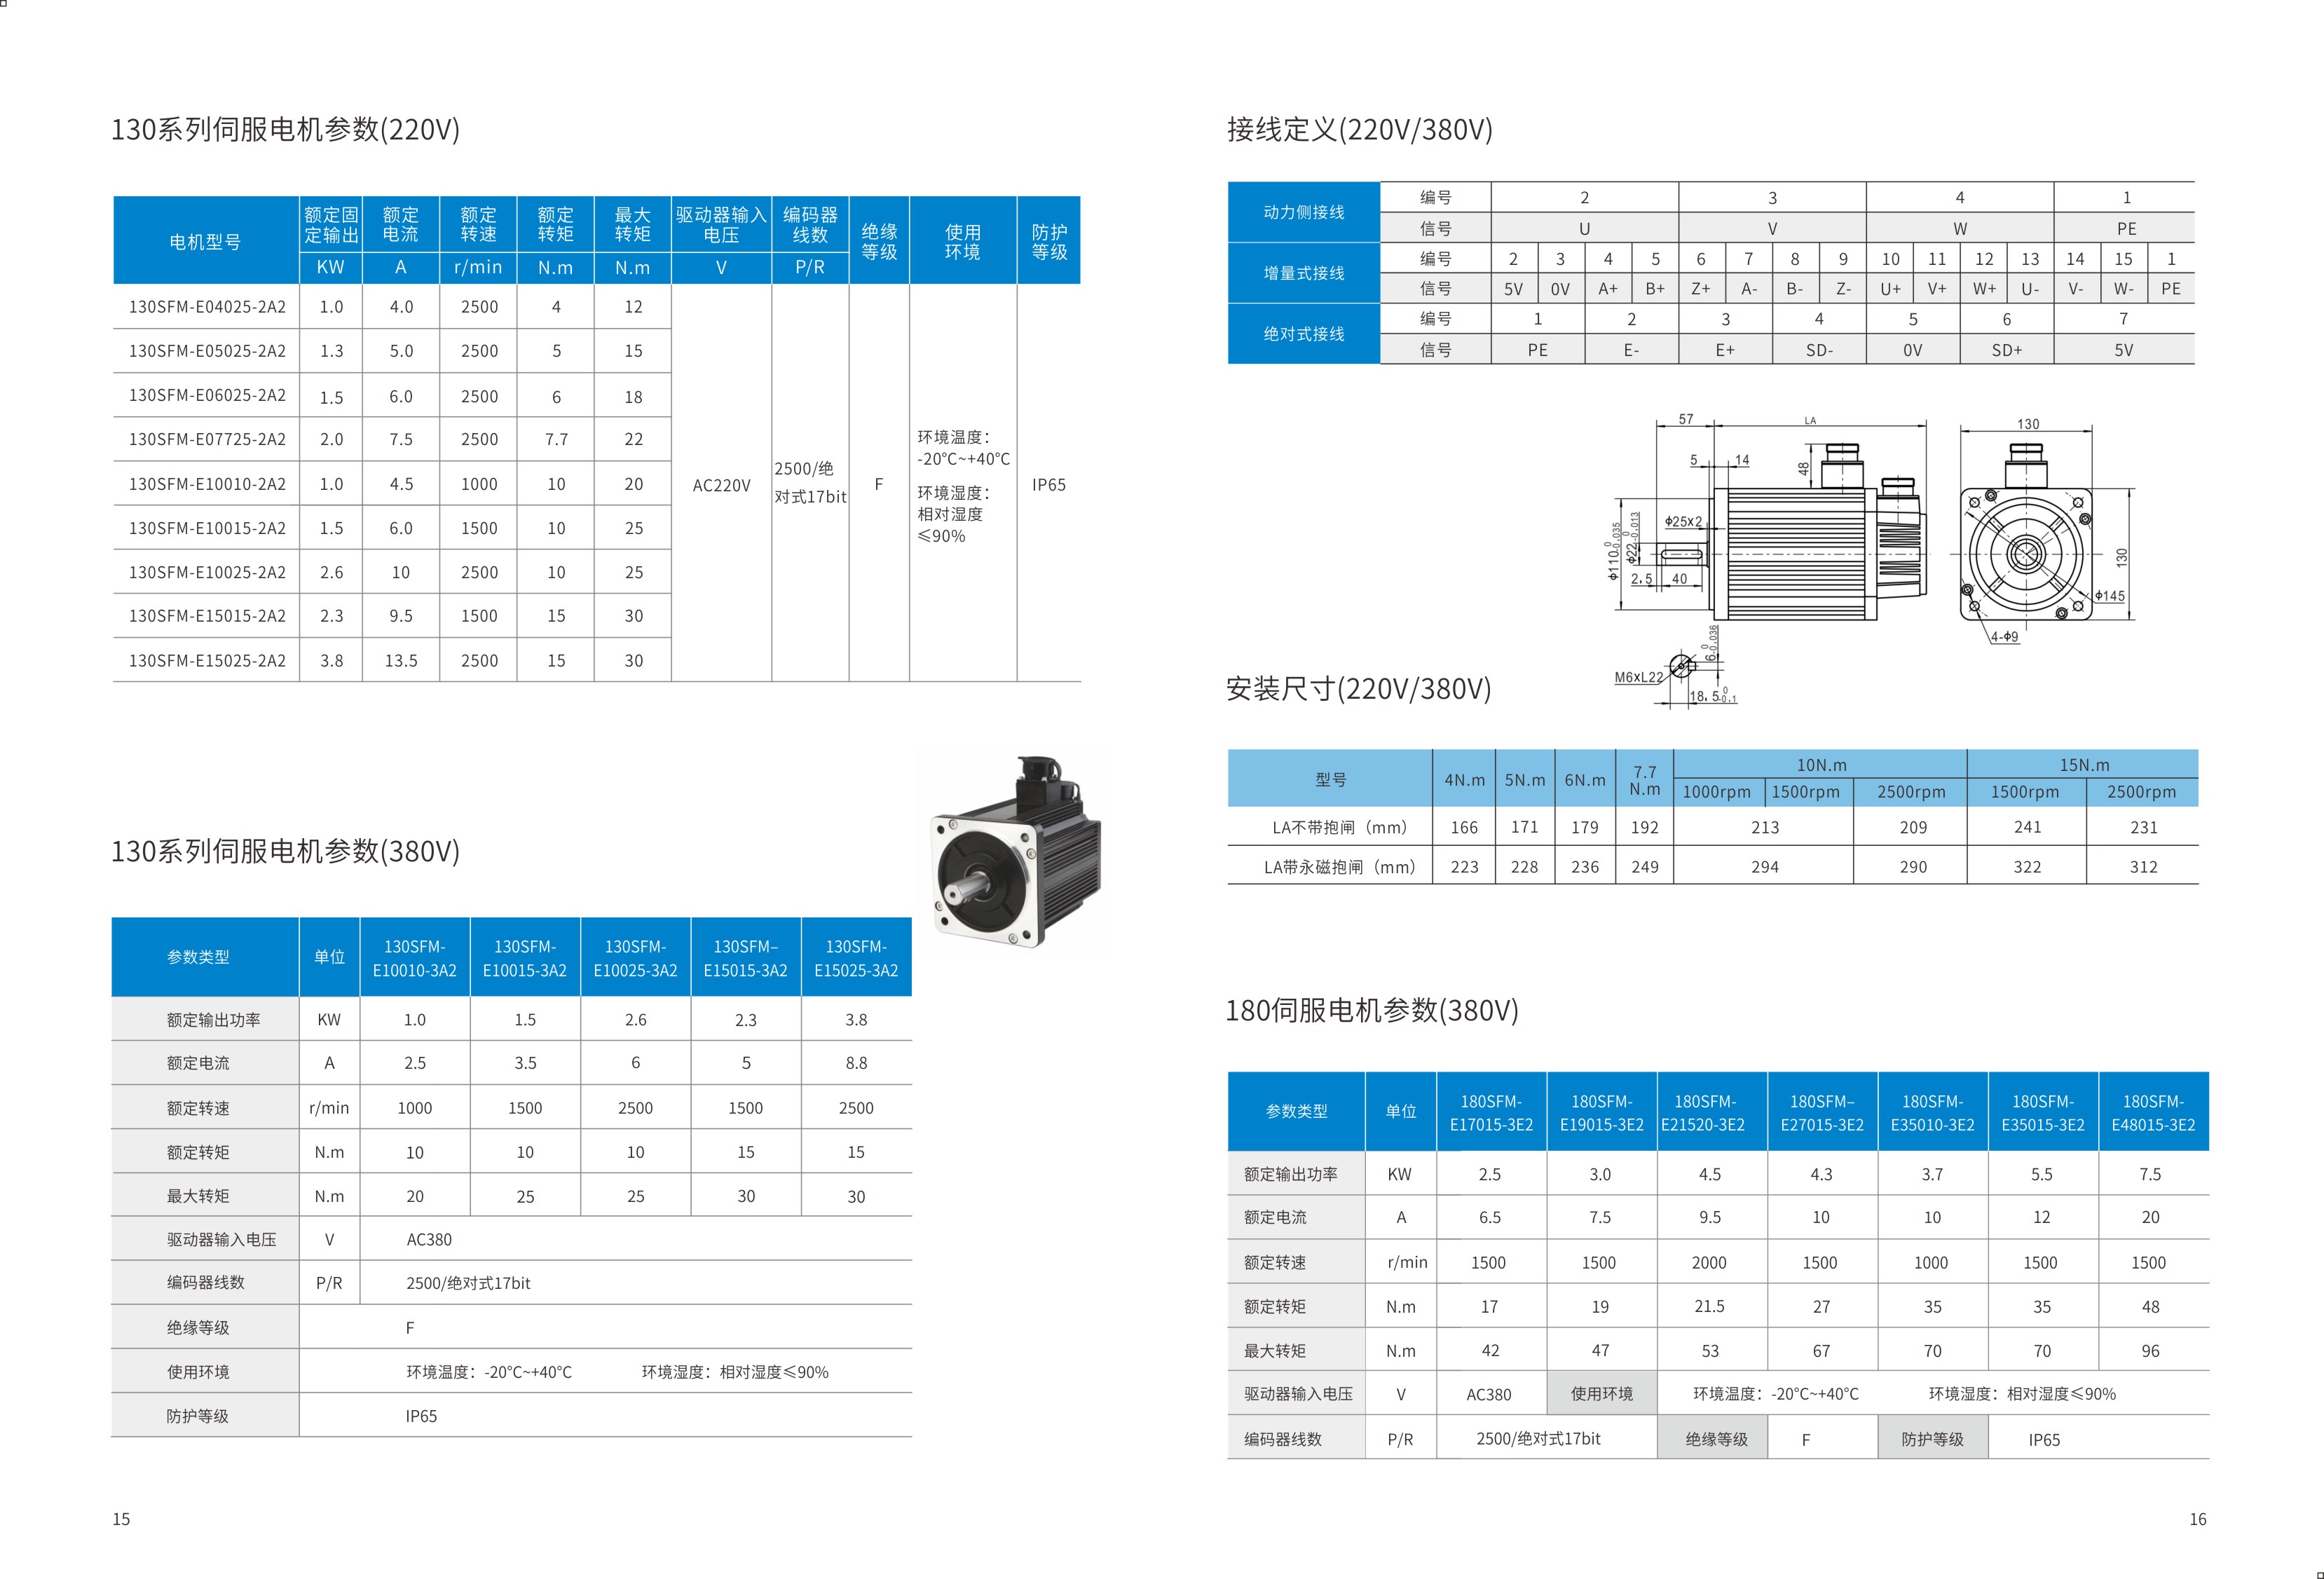 130系列伺服电机参数(220V)
电机型号 额定固定输出 额定电流 额定转速 额定转矩 最大转矩 驱动器输入电压 编码器线数 绝缘等级 使用环境 防护等级
KW A r/min N.m N.m V P/R
130SFM-E04025-2A2 1.0 4.0 2500 4 12
130SFM-E05025-2A2 1.3 5.0 2500 5 15
130SFM-E06025-2A2 1.5 6.0 2500 6 18
130SFM-E07725-2A2 2.0 7.5 2500 7.7 22
130SFM-E10010-2A2 1.0 4.5 1000 10 20
130SFM-E10015-2A2 1.5 6.0 1500 10 25
130SFM-E10025-2A2 2.6 10 2500 10 25
130SFM-E15015-2A2 2.3 9.5 1500 15 30
130SFM-E15025-2A2 3.8 13.5 2500 15 30
AC220V
2500/绝
对式17bit
F
环境温度：
-20℃~+40℃
环境湿度：
相对湿度
≤90%
IP65
130系列伺服电机参数(380V)
参数类型 单位 130SFM-E10010-3A2 130SFM-E10015-3A2 130SFM-E10025-3A2 130SFM–E15015-3A2 130SFM-E15025-3A2
额定输出功率 KW 1.0 1.5 2.6 2.3 3.8
额定电流 A 2.5 3.5 6 5 8.8
额定转速 r/min 1000 1500 2500 1500 2500
额定转矩 N.m 10 10 10 15 15
最大转矩 N.m 20 25 25 30 30
驱动器输入电压 V AC380
编码器线数 P/R 2500/绝对式17bit
绝缘等级 F
使用环境 环境温度：-20℃~+40℃ 环境湿度：相对湿度≤90%
防护等级 IP65
15
接线定义(220V/380V)
动力侧接线 编号 2 3 4 1
信号 U V W PE
增量式接线 编号 2 3 4 5 6 7 8 9 10 11 12 13 14 15 1
信号 5V 0V A+ B+ Z+ A- B- Z- U+ V+ W+ U- V- W- PE
绝对式接线 编号 1 2 3 4 5 6 7
信号 PE E- E+ SD- 0V SD+ 5V
57 LA 130
5 14 48
ϕ25x2
ϕ110 0 -0.035
ϕ22 0 -0.013
2.5 40
130
ϕ145
4-ϕ9
6 0 -0.036
M6xL22
18.5 0 -0.1
安装尺寸(220V/380V)
型号 4N.m 5N.m 6N.m 7.7N.m 10N.m 15N.m
1000rpm 1500rpm 2500rpm 1500rpm 2500rpm
LA不带抱闸（mm） 166 171 179 192 213 209 241 231
LA带永磁抱闸（mm） 223 228 236 249 294 290 322 312
180伺服电机参数(380V)
参数类型 单位 180SFM-E17015-3E2 180SFM-E19015-3E2 180SFM-E21520-3E2 180SFM–E27015-3E2 180SFM-E35010-3E2 180SFM-E35015-3E2 180SFM-E48015-3E2
额定输出功率 KW 2.5 3.0 4.5 4.3 3.7 5.5 7.5
额定电流 A 6.5 7.5 9.5 10 10 12 20
额定转速 r/min 1500 1500 2000 1500 1000 1500 1500
额定转矩 N.m 17 19 21.5 27 35 35 48
最大转矩 N.m 42 47 53 67 70 70 96
驱动器输入电压 V AC380 使用环境 环境温度：-20℃~+40℃ 环境湿度：相对湿度≤90%
编码器线数 P/R 2500/绝对式17bit 绝缘等级 F 防护等级 IP65
16